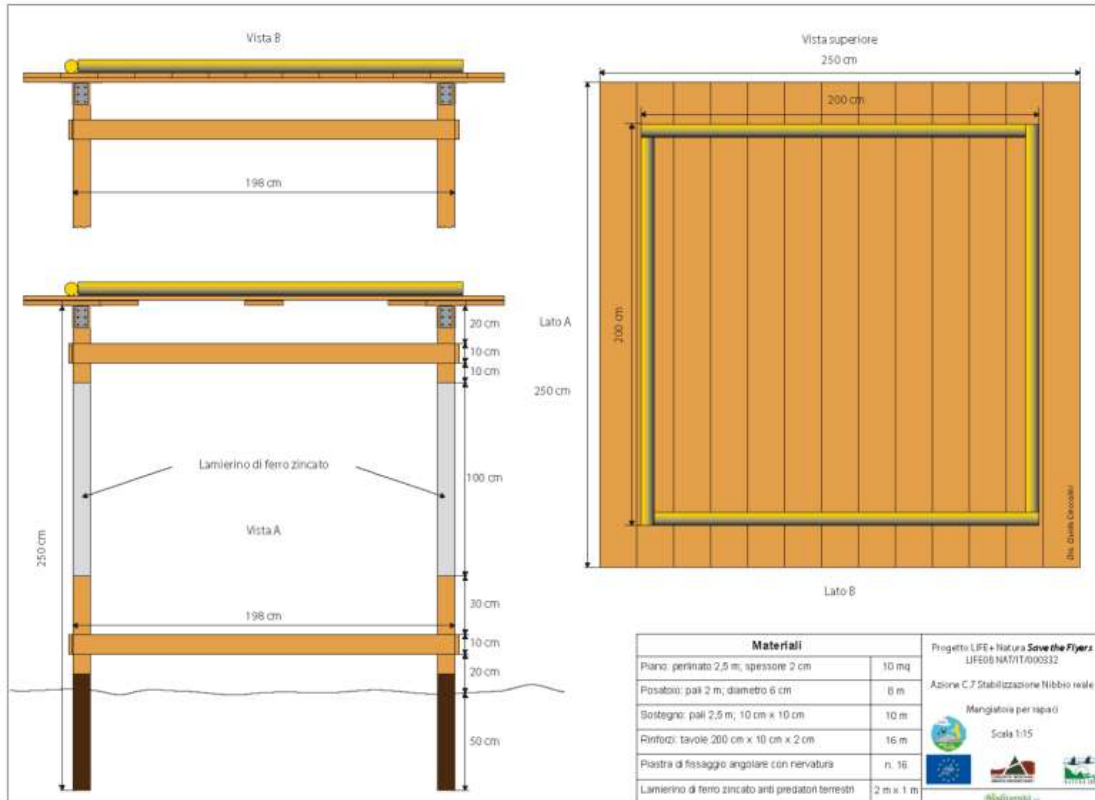 Vista B
198 cm
Vista superiore
250 cm
200 cm
200 cm
Lato A
250 cm
Lato B
20 cm
10 cm
10 cm
Lamierino di ferro zincato
100 cm
Vista A
250 cm
30 cm
198 cm
10 cm
20 cm
50 cm
Materiali
Piano: perlinato 2,5 m; spessore 2 cm 10 mq
Posatoio: pali 2 m; diametro 6 cm 8 m
Sostegno: pali 2,5 m; 10 cm x 10 cm 10 m
Rinforzi: tavole 200 cm x 10 cm x 2 cm 16 m
Piastra di fissaggio angolare con nervatura n. 16
Lamierino di ferro zincato anti predatori terrestri 2 m x 1 m
Progetto LIFE+ Natura Save the Flyers
LIFE08 NAT/IT/000332
Azione C.7 Stabilizzazione Nibbio reale
Mangiatoia per rapaci
Scala 1:15